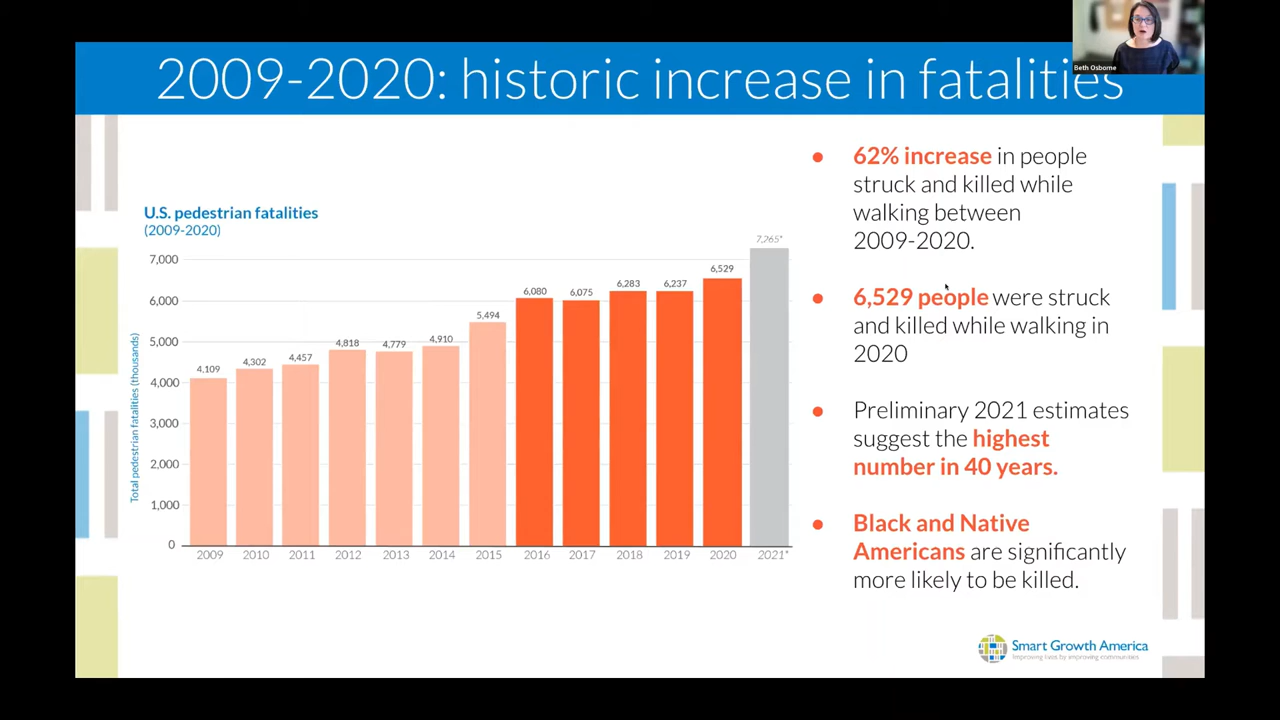 Beth Osborne
2009-2020: historic increase in fatalities
U.S. pedestrian fatalities
(2009-2020)
Total pedestrian fatalities (thousands)
7,000
6,000
5,000
4,000
3,000
2,000
1,000
0
4.109
4,302
4,457
4,818
4,779
4,910
5,494
6,080
6,075
6,283
6,237
6,529
7,265*
2009
2010
2011
2012
2013
2014
2015
2016
2017
2018
2019
2020
2021*
62% increase in people
struck and killed while
walking between
2009-2020.
6,529 people were struck
and killed while walking in
2020
Preliminary 2021 estimates
suggest the highest
number in 40 years.
Black and Native
Americans are significantly
more likely to be killed.
Smart Growth America
Improving lives by improving communities